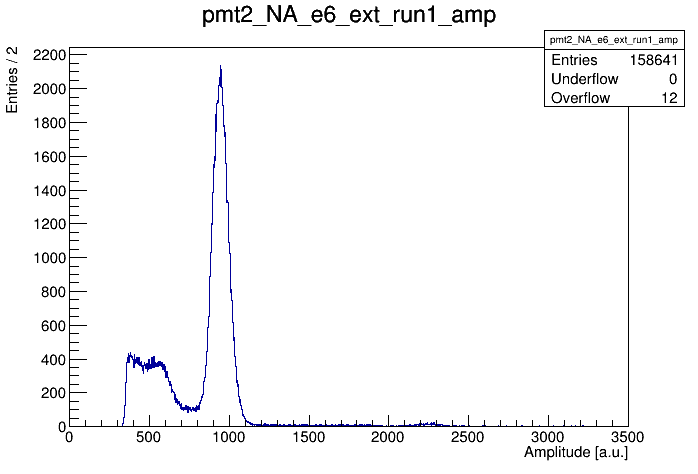 pmt2_NA_e6_ext_run1_amp
pmt2_NA_e6_ext_run1_amp
Entries 158641
Underflow 0
Overflow 12
Entries / 2
2200
2000
1800
1600
1400
1200
1000
800
600
400
200
0
0 500 1000 1500 2000 2500 3000 3500
Amplitude [a.u.]